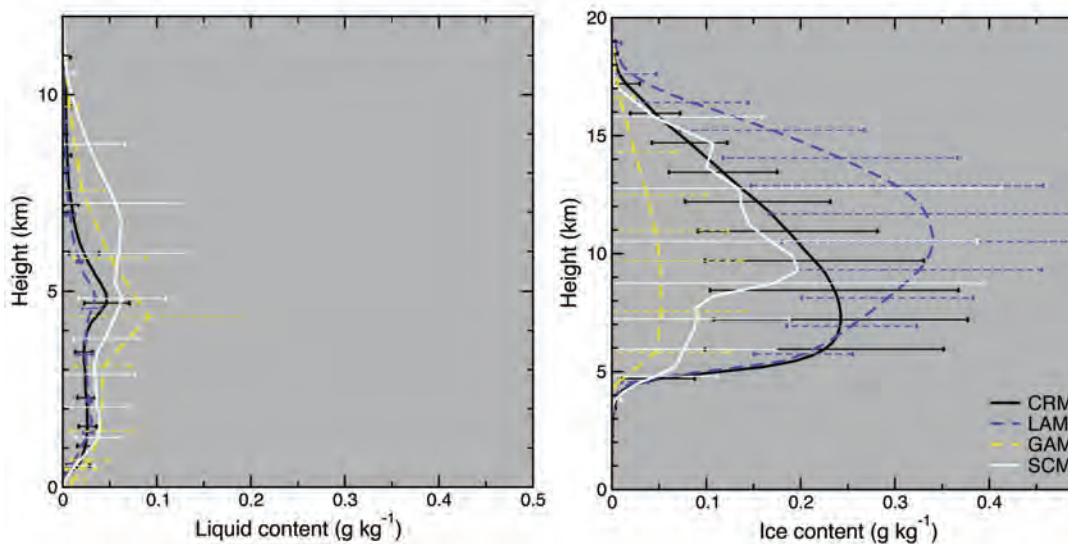 10
5
0
Height (km)
0
0.1
0.2
0.3
0.4
0.5
Liquid content (g kg⁻¹)
20
15
10
5
0
Height (km)
0
0.1
0.2
0.3
0.4
Ice content (g kg⁻¹)
CRM
LAM
GAM
SCM